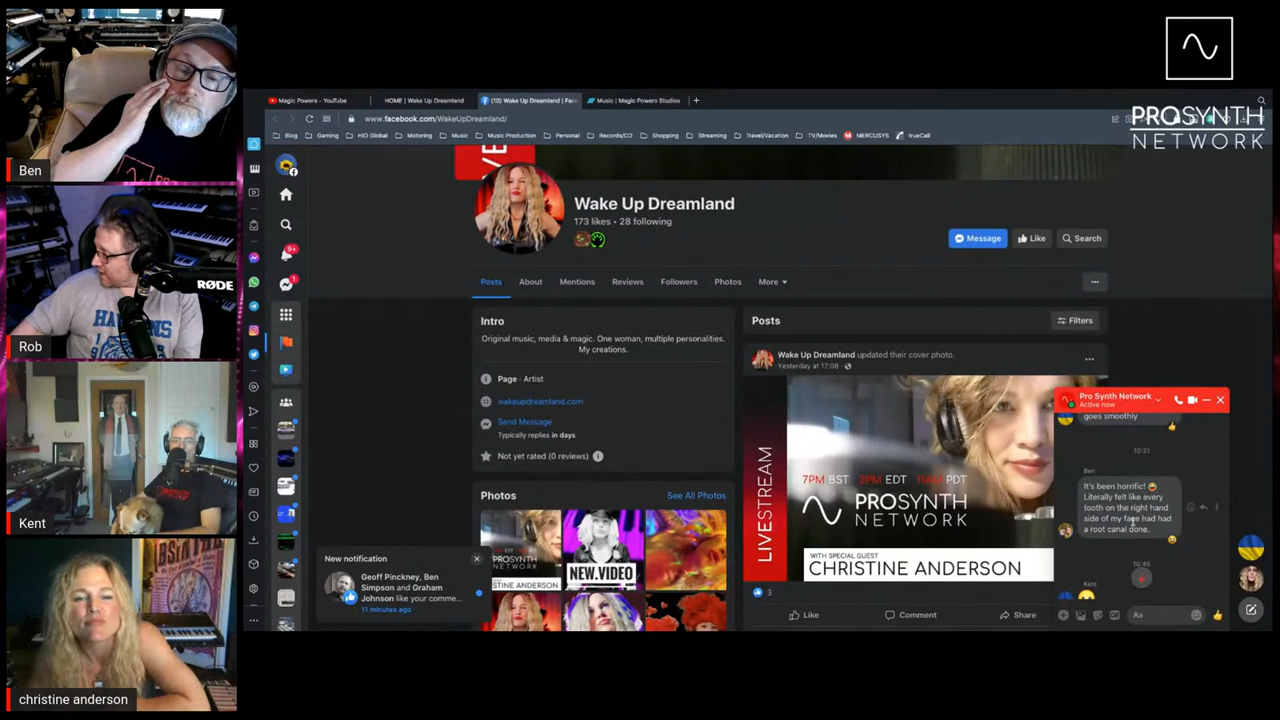 PROSYNTH
NETWORK
Ben
Rob
RØDE
Kent
christine anderson
Magic Powers - YouTube
HOME | Wake Up Dreamland
(10) Wake Up Dreamland | Fac
Music | Magic Powers Studios
www.facebook.com/WakeUpDreamland/
Blog
Gaming
HID Global
Motoring
Music
Music Production
Personal
Records/CD
Shopping
Streaming
Travel/Vacation
TV/Movies
MERCUSYS
trueCall
Wake Up Dreamland
173 likes • 28 following
Message
Like
Search
Posts
About
Mentions
Reviews
Followers
Photos
More
Intro
Original music, media & magic. One woman, multiple personalities.
My creations.
Page · Artist
wakeupdreamland.com
Send Message
Typically replies in days
Not yet rated (0 reviews)
Photos
See All Photos
NEW.VIDEO
New notification
Geoff Pinckney, Ben
Simpson and Graham
Johnson like your comme...
11 minutes ago
9+
1
Posts
Filters
Wake Up Dreamland updated their cover photo.
Yesterday at 17:08
LIVESTREAM
7PM BST 2PM EDT 11AM PDT
PROSYNTH
NETWORK
WITH SPECIAL GUEST
CHRISTINE ANDERSON
3
Like
Comment
Share
Pro Synth Network
Active now
goes smoothly
10:21
Ben
It's been horrific!
Literally felt like every
tooth on the right hand
side of my face had had
a root canal done.
10:46
Kent
Aa